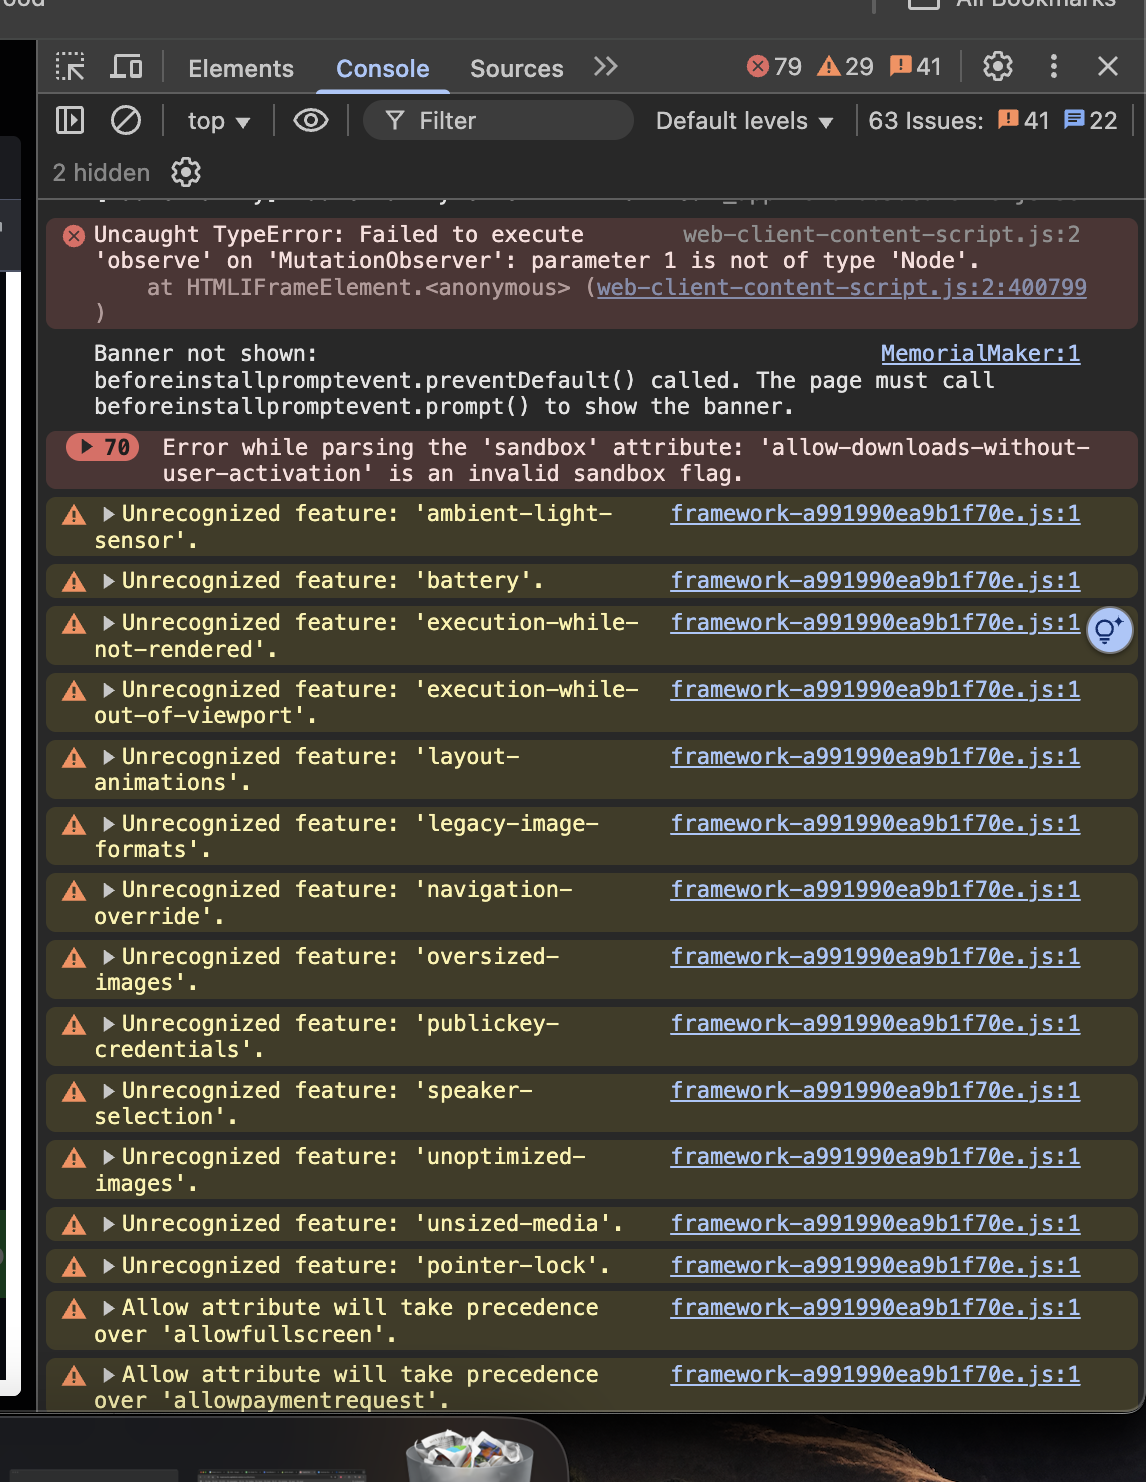 All Bookmarks
Elements Console Sources 79 29 41
top Filter Default levels 63 Issues: 41 22
2 hidden
Uncaught TypeError: Failed to execute web-client-content-script.js:2
'observe' on 'MutationObserver': parameter 1 is not of type 'Node'.
at HTMLIFrameElement.<anonymous> (web-client-content-script.js:2:400799
)
Banner not shown: MemorialMaker:1
beforeinstallpromptevent.preventDefault() called. The page must call
beforeinstallpromptevent.prompt() to show the banner.
70 Error while parsing the 'sandbox' attribute: 'allow-downloads-without-
user-activation' is an invalid sandbox flag.
Unrecognized feature: 'ambient-light- framework-a991990ea9b1f70e.js:1
sensor'.
Unrecognized feature: 'battery'. framework-a991990ea9b1f70e.js:1
Unrecognized feature: 'execution-while- framework-a991990ea9b1f70e.js:1
not-rendered'.
Unrecognized feature: 'execution-while- framework-a991990ea9b1f70e.js:1
out-of-viewport'.
Unrecognized feature: 'layout- framework-a991990ea9b1f70e.js:1
animations'.
Unrecognized feature: 'legacy-image- framework-a991990ea9b1f70e.js:1
formats'.
Unrecognized feature: 'navigation- framework-a991990ea9b1f70e.js:1
override'.
Unrecognized feature: 'oversized- framework-a991990ea9b1f70e.js:1
images'.
Unrecognized feature: 'publickey- framework-a991990ea9b1f70e.js:1
credentials'.
Unrecognized feature: 'speaker- framework-a991990ea9b1f70e.js:1
selection'.
Unrecognized feature: 'unoptimized- framework-a991990ea9b1f70e.js:1
images'.
Unrecognized feature: 'unsized-media'. framework-a991990ea9b1f70e.js:1
Unrecognized feature: 'pointer-lock'. framework-a991990ea9b1f70e.js:1
Allow attribute will take precedence framework-a991990ea9b1f70e.js:1
over 'allowfullscreen'.
Allow attribute will take precedence framework-a991990ea9b1f70e.js:1
over 'allowpaymentrequest'.